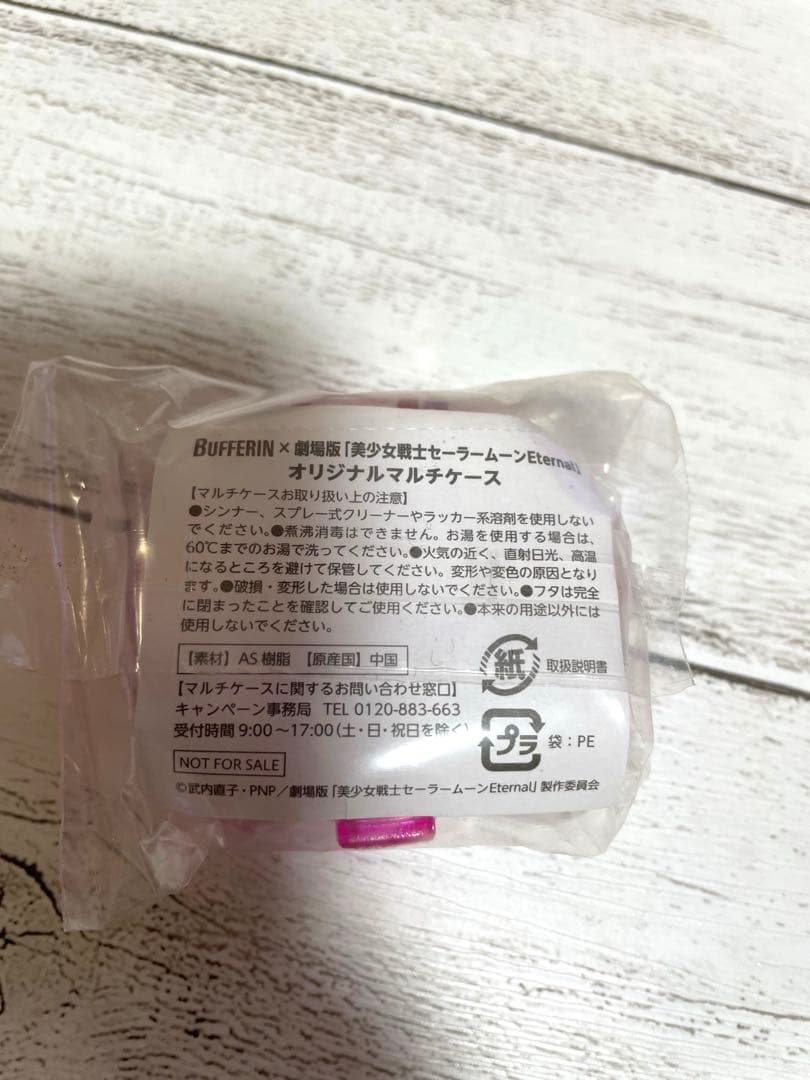 BUFFERIN × 劇場版「美少女戦士セーラームーンEternal」
オリジナルマルチケース
【マルチケースお取り扱い上の注意】
●シンナー、スプレー式クリーナーやラッカー系溶剤を使用しない
でください。●煮沸消毒はできません。お湯を使用する場合は、
60℃までのお湯で洗ってください。●火気の近く、直射日光、高温
になるところを避けて保管してください。変形や変色の原因となり
ます。●破損・変形した場合は使用しないでください。●フタは完全
に閉まったことを確認してご使用ください。●本来の用途以外には
使用しないでください。
【素材】AS樹脂 【原産国】中国
紙 取扱説明書
【マルチケースに関するお問い合わせ窓口】
キャンペーン事務局 TEL 0120-883-663
受付時間 9:00～17:00(土・日・祝日を除く)
プラ 袋：PE
NOT FOR SALE
©武内直子・PNP／劇場版「美少女戦士セーラームーンEternal」製作委員会